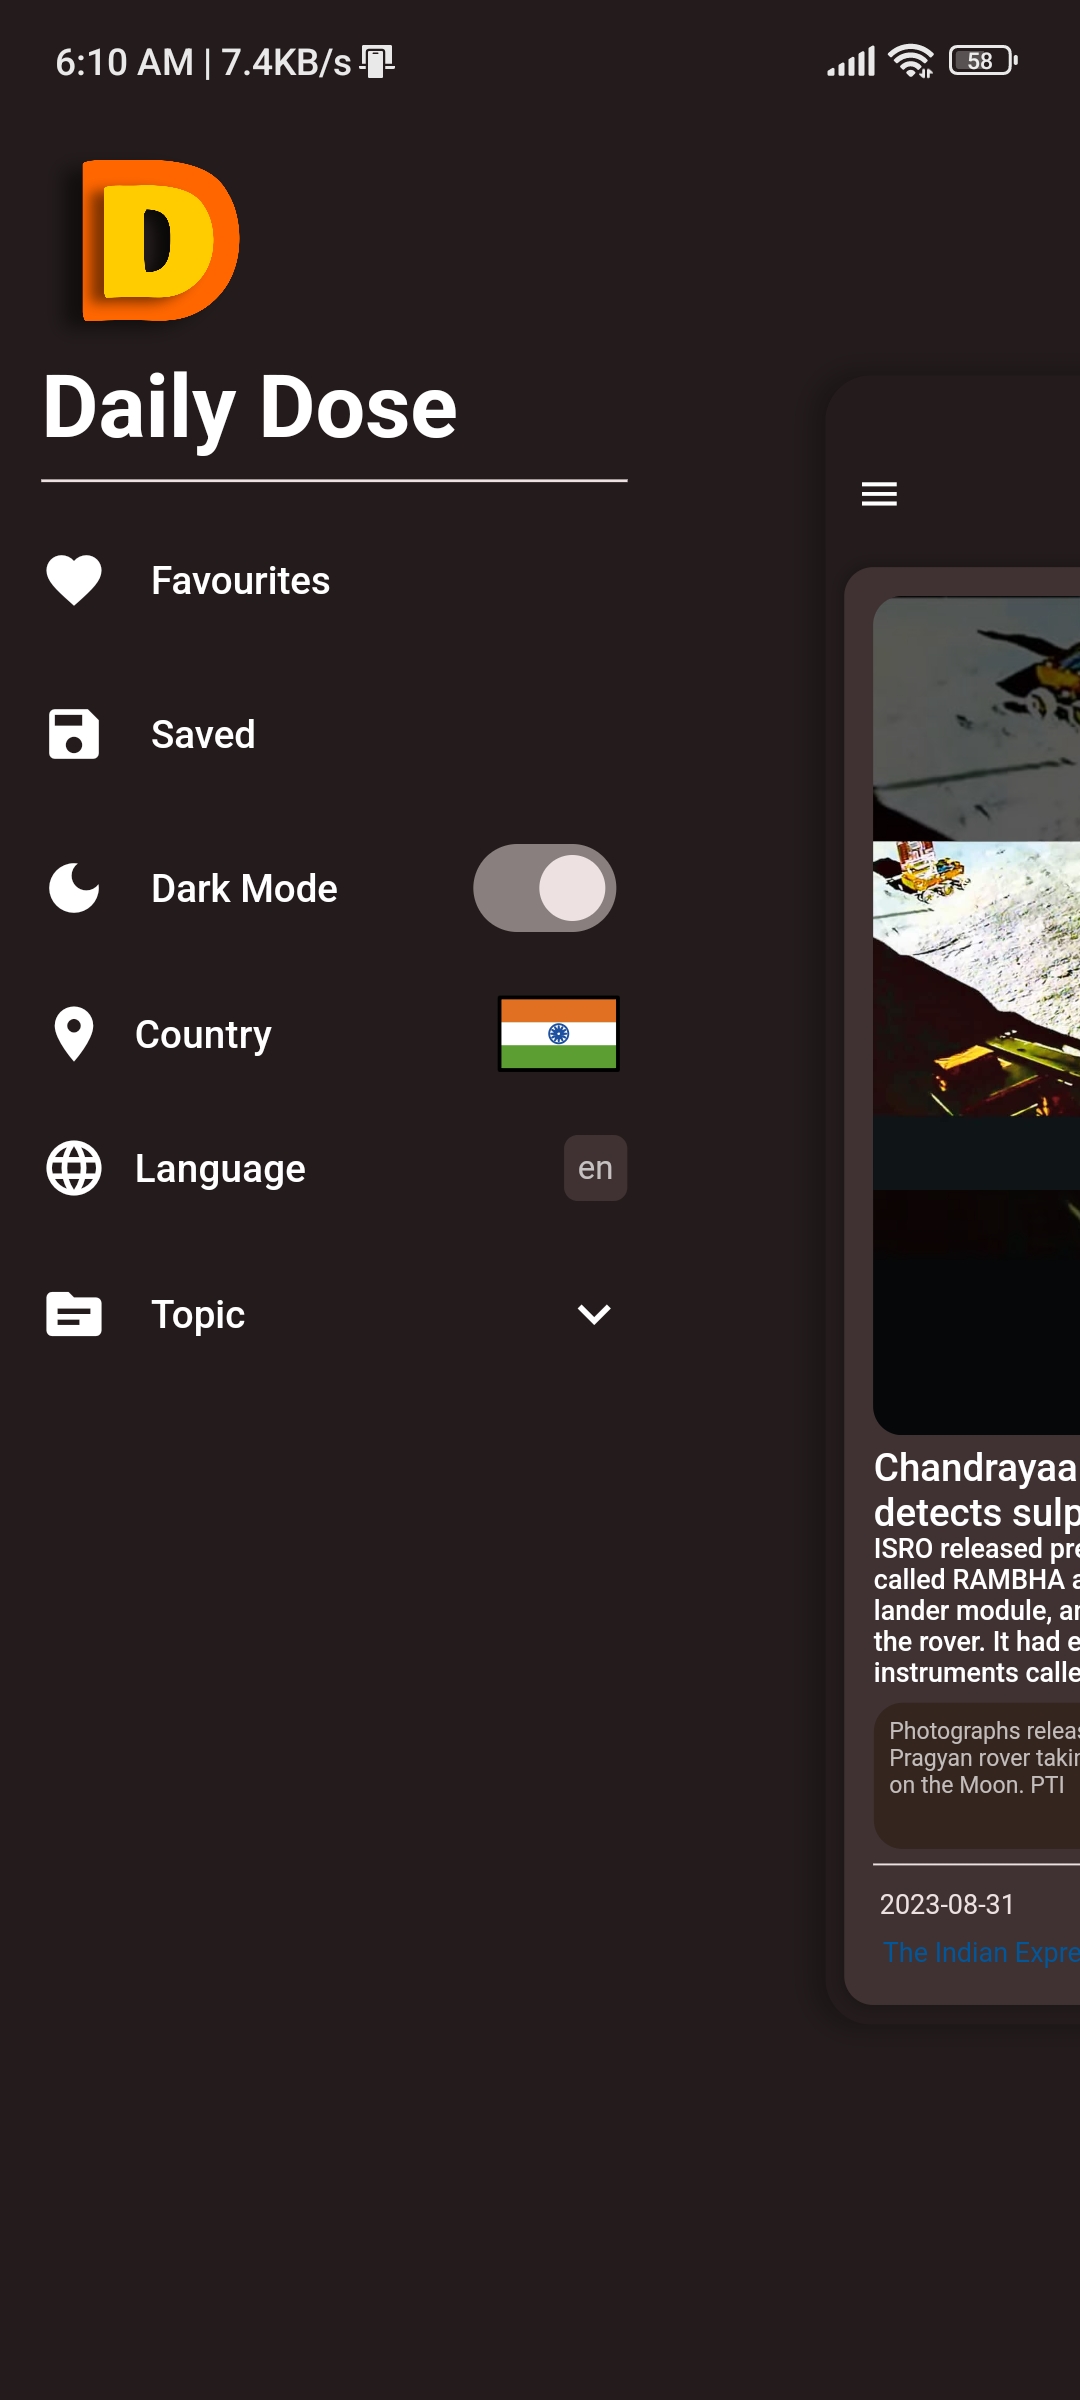 6:10 AM | 7.4KB/s
58
D
Daily Dose
Favourites
Saved
Dark Mode
Country
Language
en
Topic
Chandrayaa
detects sulp
ISRO released pre
called RAMBHA a
lander module, an
the rover. It had e
instruments calle
Photographs releas
Pragyan rover takin
on the Moon. PTI
2023-08-31
The Indian Expre